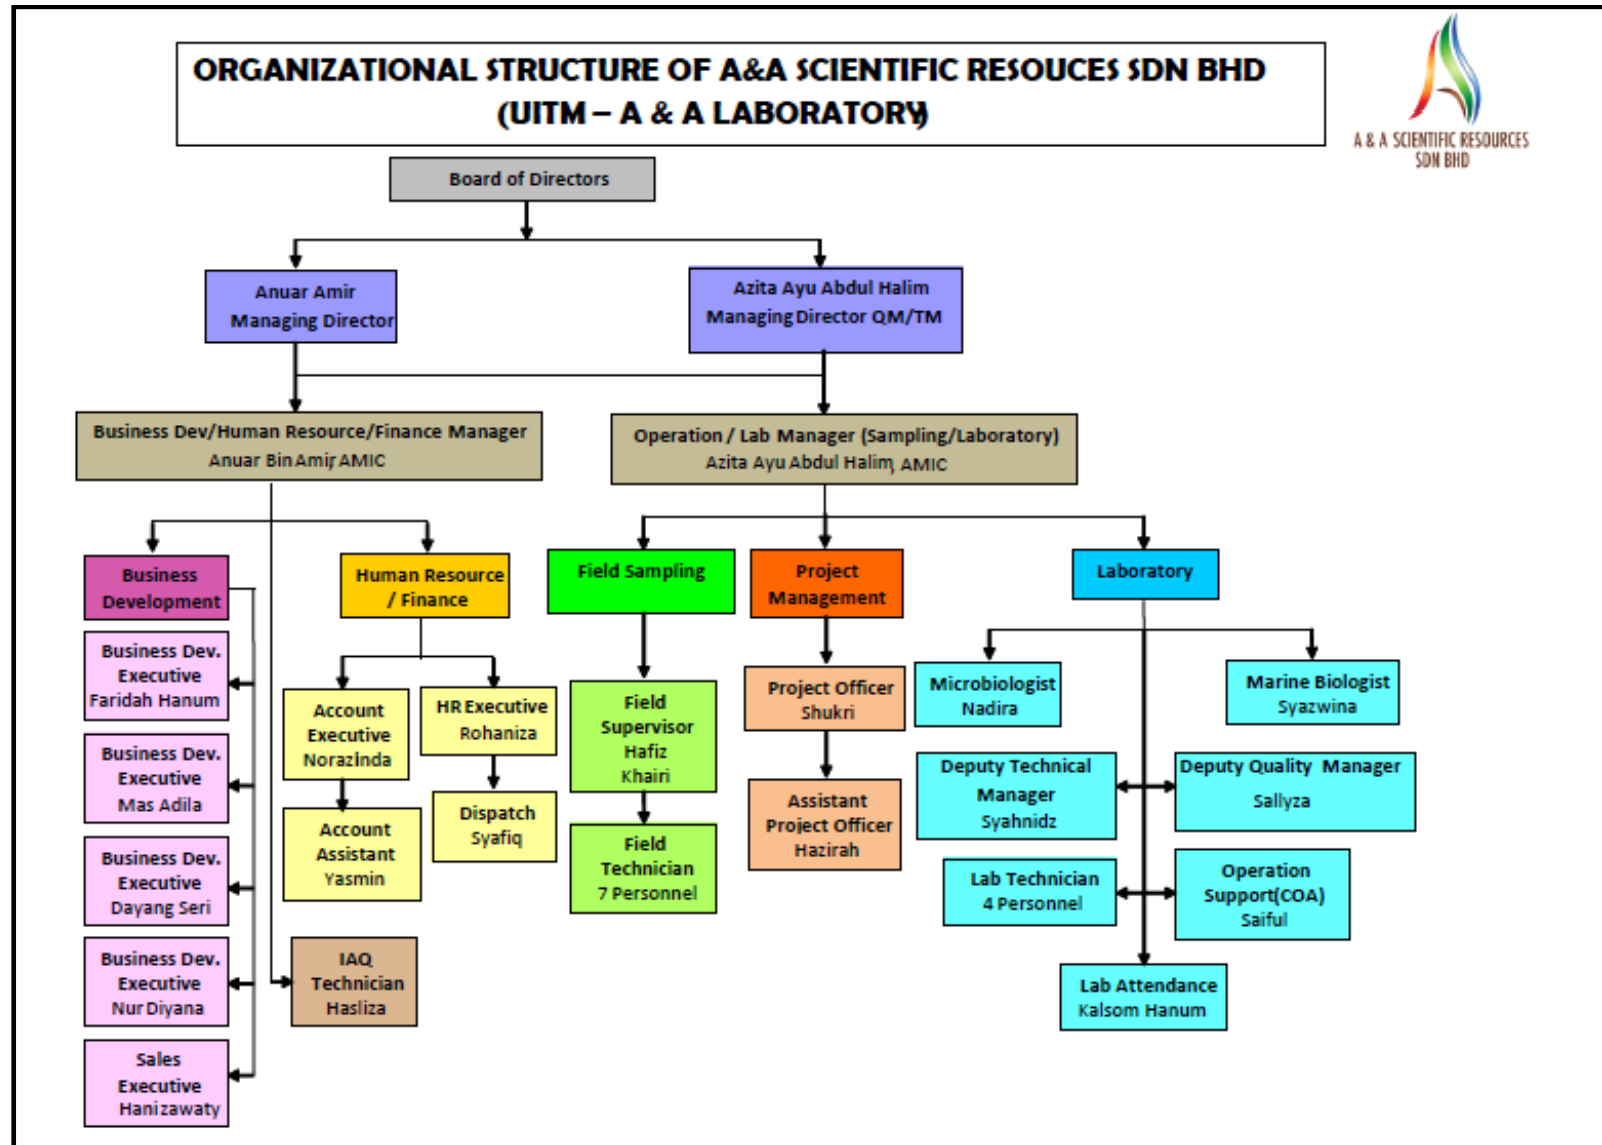 ORGANIZATIONAL STRUCTURE OF A&A SCIENTIFIC RESOUCES SDN BHD
(UITM – A & A LABORATORY)
A & A SCIENTIFIC RESOURCES
SDN BHD
Board of Directors
Anuar Amir
Managing Director
Azita Ayu Abdul Halim
Managing Director QM/TM
Business Dev/Human Resource/Finance Manager
Anuar Bin Amir, AMIC
Operation / Lab Manager (Sampling/Laboratory)
Azita Ayu Abdul Halim, AMIC
Business
Development
Human Resource
/ Finance
Field Sampling
Project
Management
Laboratory
Business Dev.
Executive
Faridah Hanum
Business Dev.
Executive
Mas Adila
Business Dev.
Executive
Dayang Seri
Business Dev.
Executive
Nur Diyana
Sales
Executive
Hanizawaty
Account
Executive
NorazInda
Account
Assistant
Yasmin
HR Executive
Rohaniza
Dispatch
Syafiq
IAQ
Technician
Hasliza
Field
Supervisor
Hafiz
Khairi
Field
Technician
7 Personnel
Project Officer
Shukri
Assistant
Project Officer
Hazirah
Microbiologist
Nadira
Marine Biologist
Syazwina
Deputy Technical
Manager
Syahnidz
Deputy Quality Manager
Sallyza
Lab Technician
4 Personnel
Operation
Support(COA)
Saiful
Lab Attendance
Kalsom Hanum